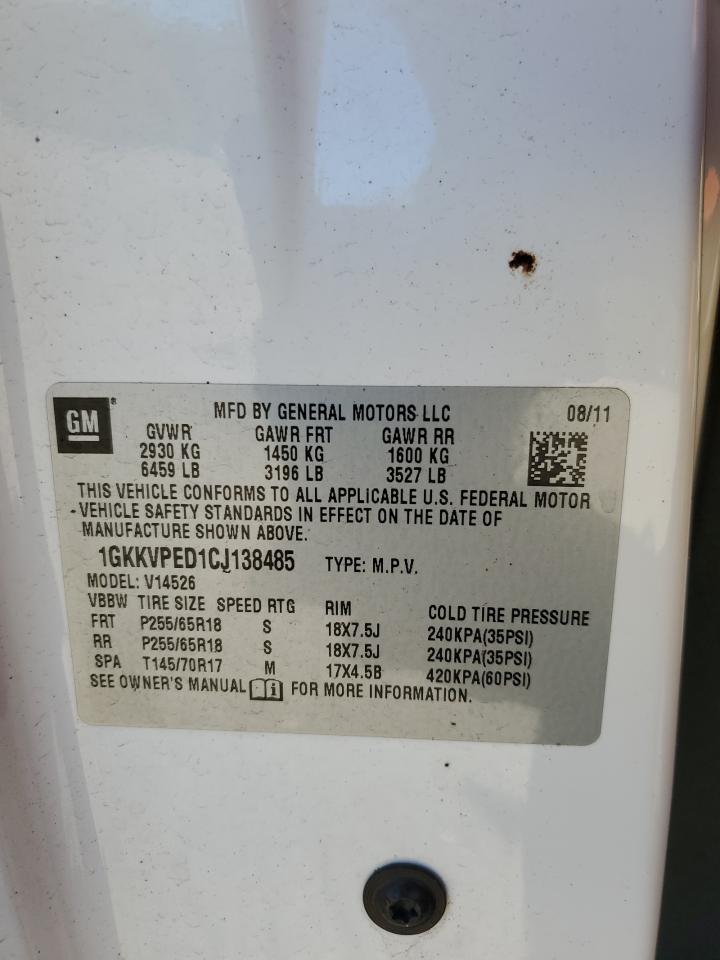 GM®
MFD BY GENERAL MOTORS LLC 08/11
GVWR GAWR FRT GAWR RR
2930 KG 1450 KG 1600 KG
6459 LB 3196 LB 3527 LB
THIS VEHICLE CONFORMS TO ALL APPLICABLE U.S. FEDERAL MOTOR
VEHICLE SAFETY STANDARDS IN EFFECT ON THE DATE OF
MANUFACTURE SHOWN ABOVE.
1GKKVPED1CJ138485 TYPE: M.P.V.
MODEL: V14526
VBBW TIRE SIZE SPEED RTG RIM COLD TIRE PRESSURE
FRT P255/65R18 S 18X7.5J 240KPA(35PSI)
RR P255/65R18 S 18X7.5J 240KPA(35PSI)
SPA T145/70R17 M 17X4.5B 420KPA(60PSI)
SEE OWNER'S MANUAL i FOR MORE INFORMATION.